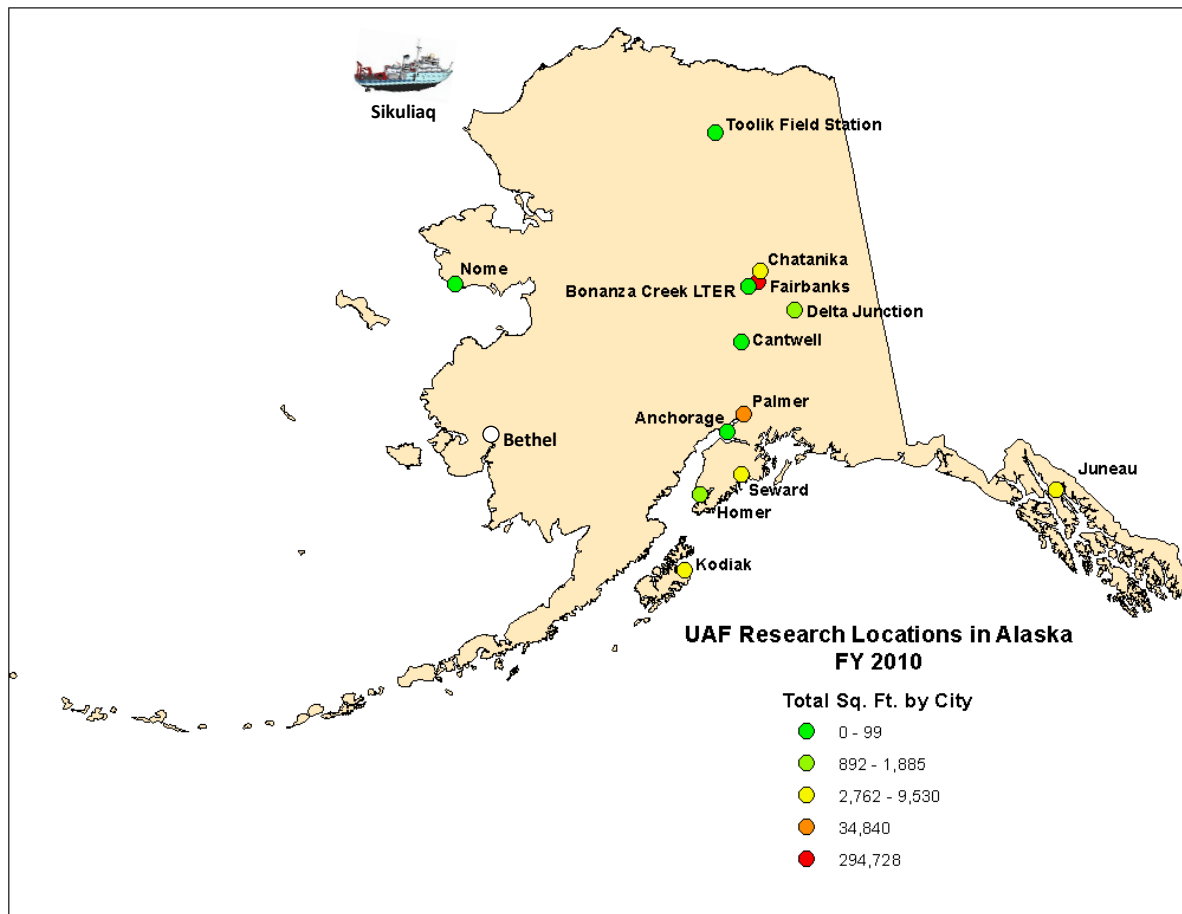 Sikuliaq
Toolik Field Station
Nome
Chatanika
Bonanza Creek LTER
Fairbanks
Delta Junction
Cantwell
Palmer
Anchorage
Bethel
Juneau
Seward
Homer
Kodiak
UAF Research Locations in Alaska
FY 2010
Total Sq. Ft. by City
0 - 99
892 - 1,885
2,762 - 9,530
34,840
294,728